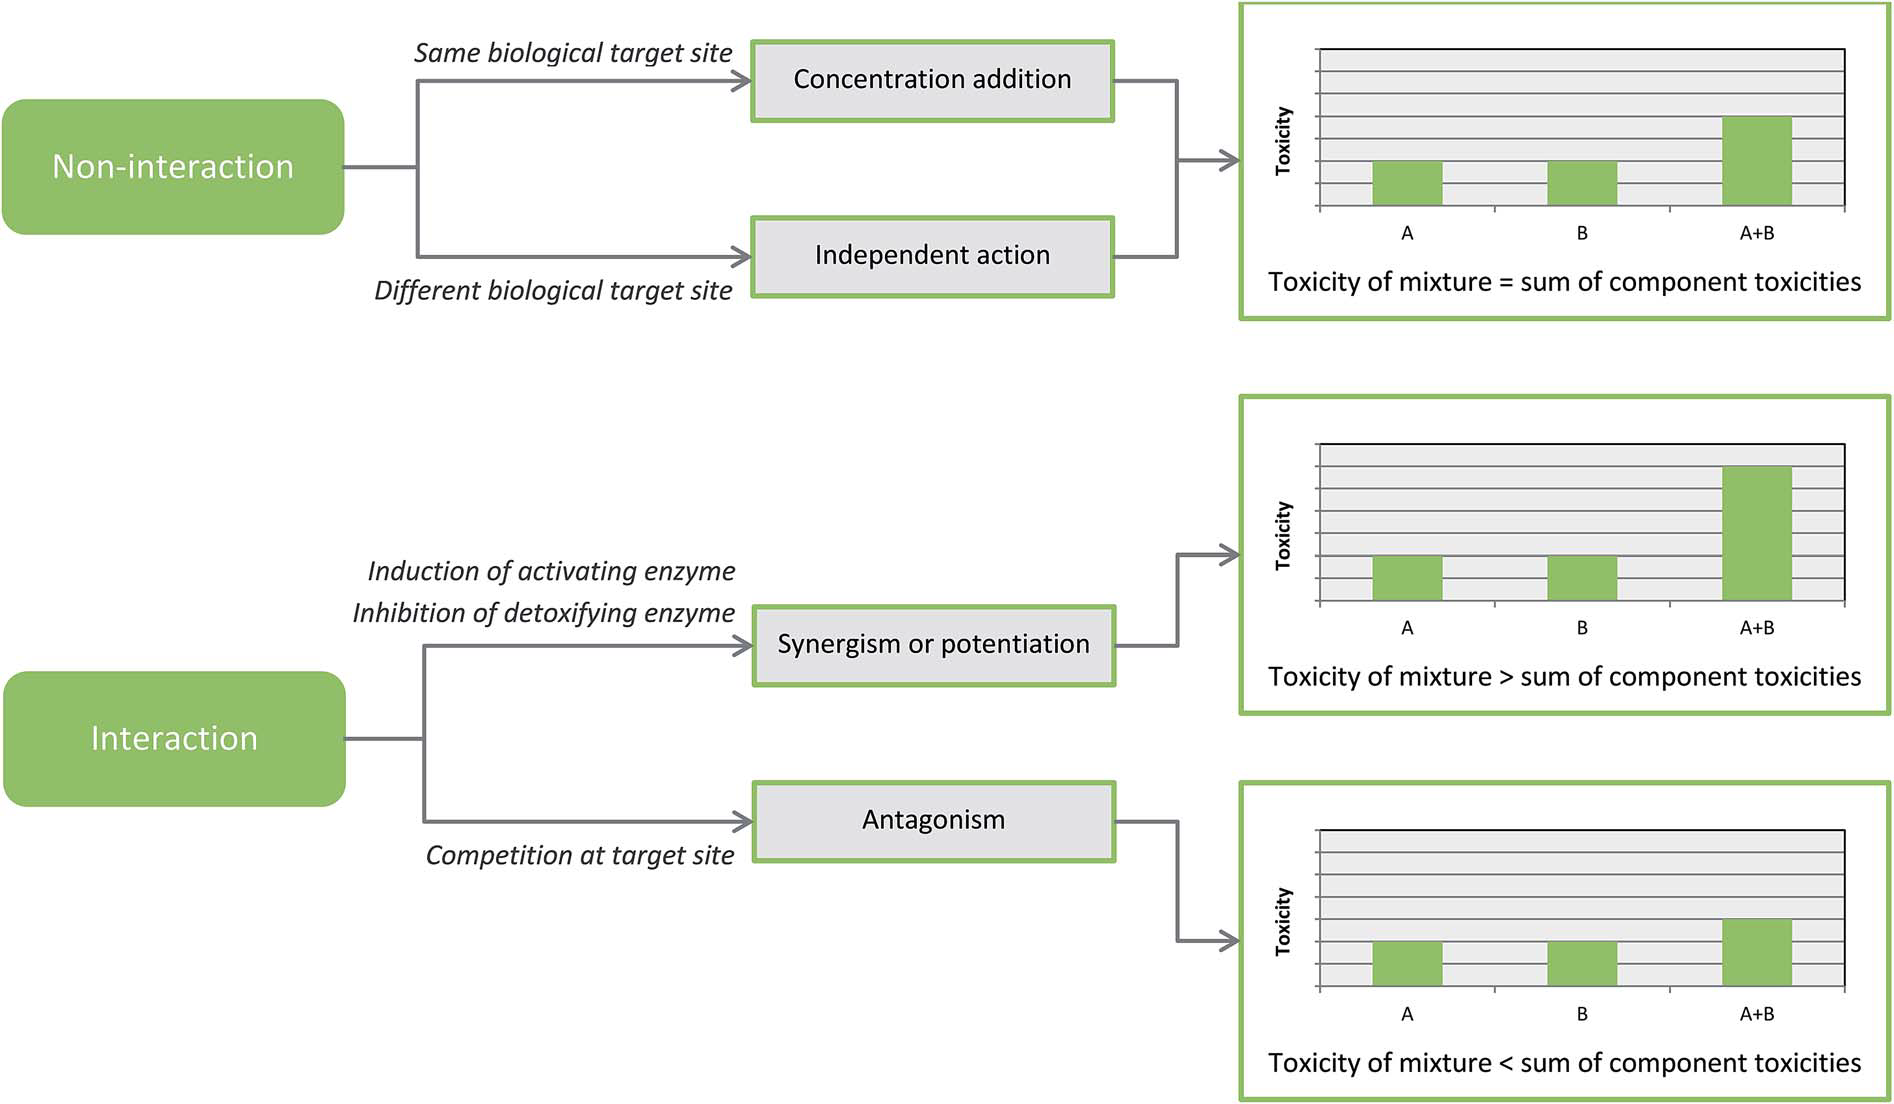 Same biological target site
Concentration addition
Non-interaction
Independent action
Different biological target site
Toxicity
A
B
A+B
Toxicity of mixture = sum of component toxicities
Induction of activating enzyme
Inhibition of detoxifying enzyme
Synergism or potentiation
Toxicity
A
B
A+B
Toxicity of mixture > sum of component toxicities
Interaction
Antagonism
Competition at target site
Toxicity
A
B
A+B
Toxicity of mixture < sum of component toxicities